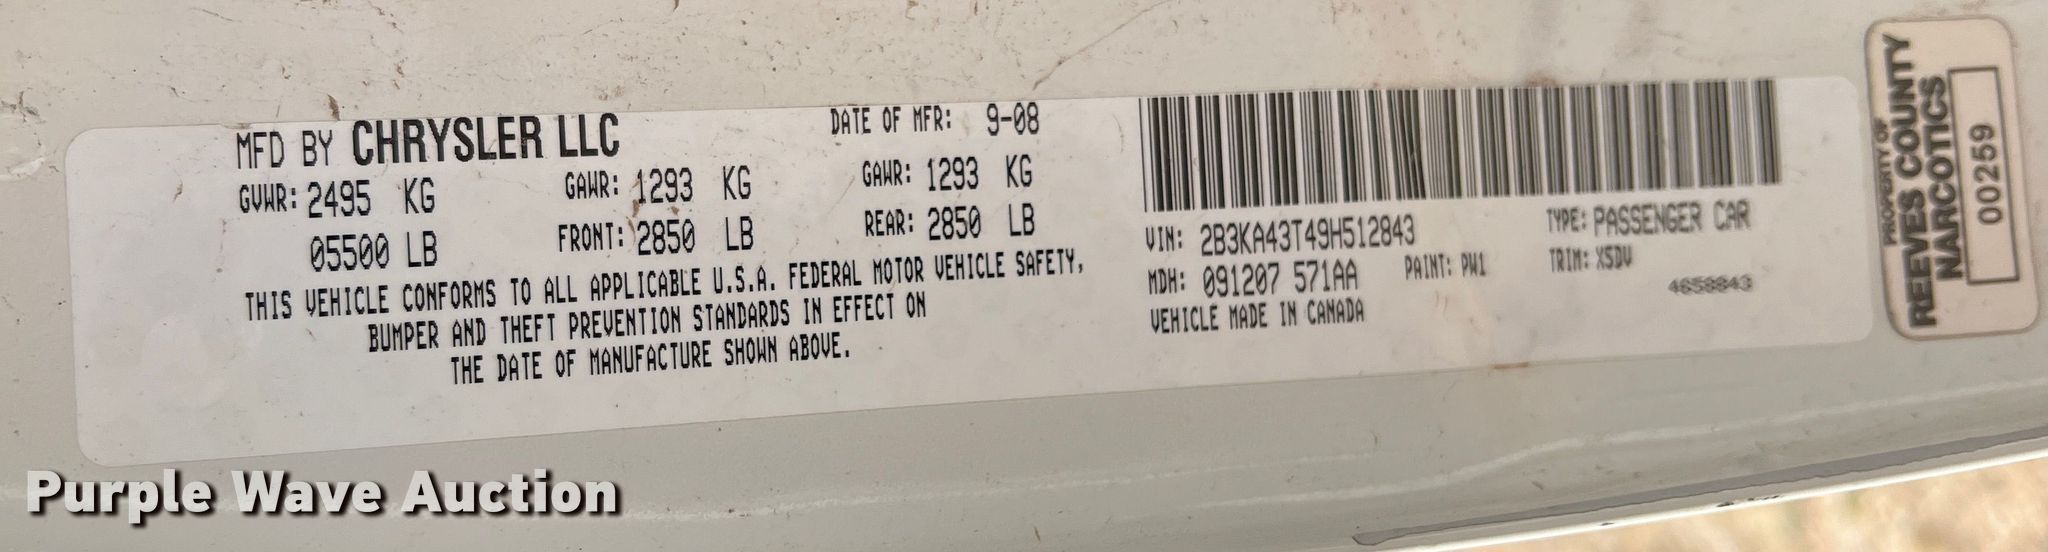 MFD BY CHRYSLER LLC
DATE OF MFR: 9-08
GVWR: 2495 KG
GAWR: 1293 KG
GAWR: 1293 KG
05500 LB
FRONT: 2850 LB
REAR: 2850 LB
THIS VEHICLE CONFORMS TO ALL APPLICABLE U.S.A. FEDERAL MOTOR VEHICLE SAFETY,
BUMPER AND THEFT PREVENTION STANDARDS IN EFFECT ON
THE DATE OF MANUFACTURE SHOWN ABOVE.
VIN: 2B3KA43T49H512843
TYPE: PASSENGER CAR
MDH: 091207 571AA
PAINT: PW1
TRIM: X5DV
VEHICLE MADE IN CANADA
4658843
PROPERTY OF
REEVES COUNTY
NARCOTICS
00259
Purple Wave Auction